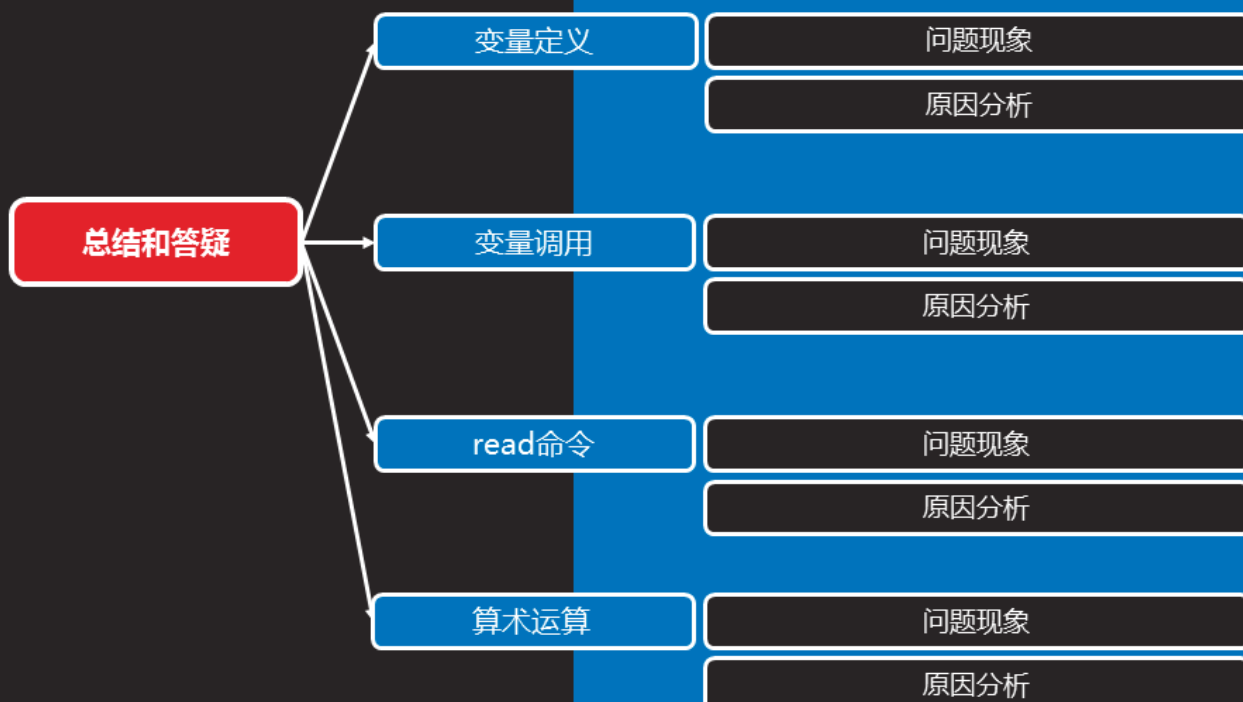 总结和答疑
变量定义
问题现象
原因分析
变量调用
问题现象
原因分析
read命令
问题现象
原因分析
算术运算
问题现象
原因分析